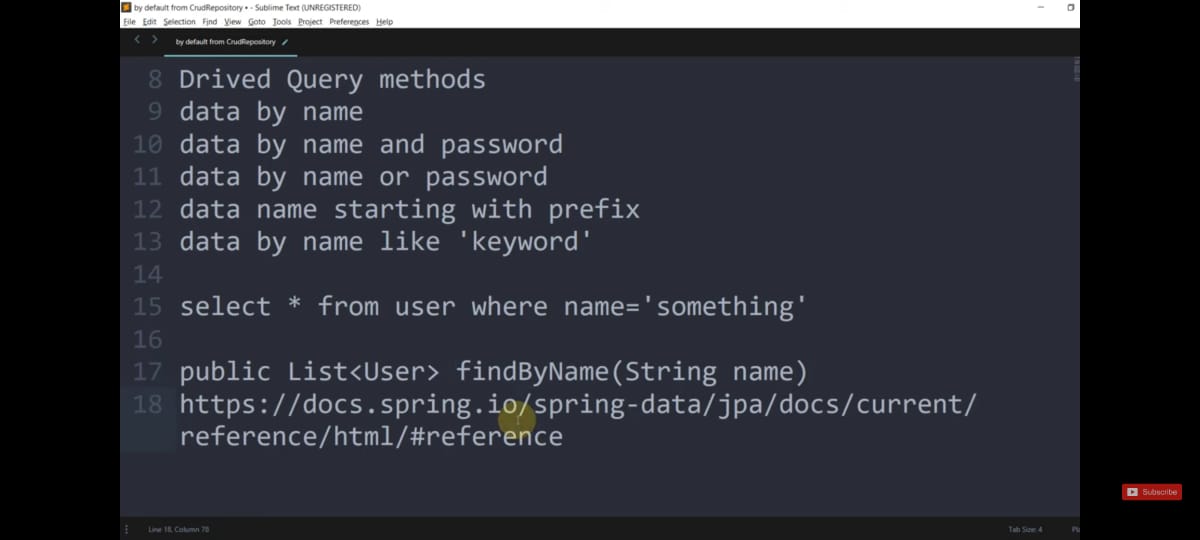 by default from CrudRepository • - Sublime Text (UNREGISTERED)
File Edit Selection Find View Goto Tools Project Preferences Help
by default from CrudRepository
8 Drived Query methods
9 data by name
10 data by name and password
11 data by name or password
12 data name starting with prefix
13 data by name like 'keyword'
14
15 select * from user where name='something'
16
17 public List<User> findByName(String name)
18 https://docs.spring.io/spring-data/jpa/docs/current/
reference/html/#reference
Subscribe
Line 18, Column 78
Tab Size: 4